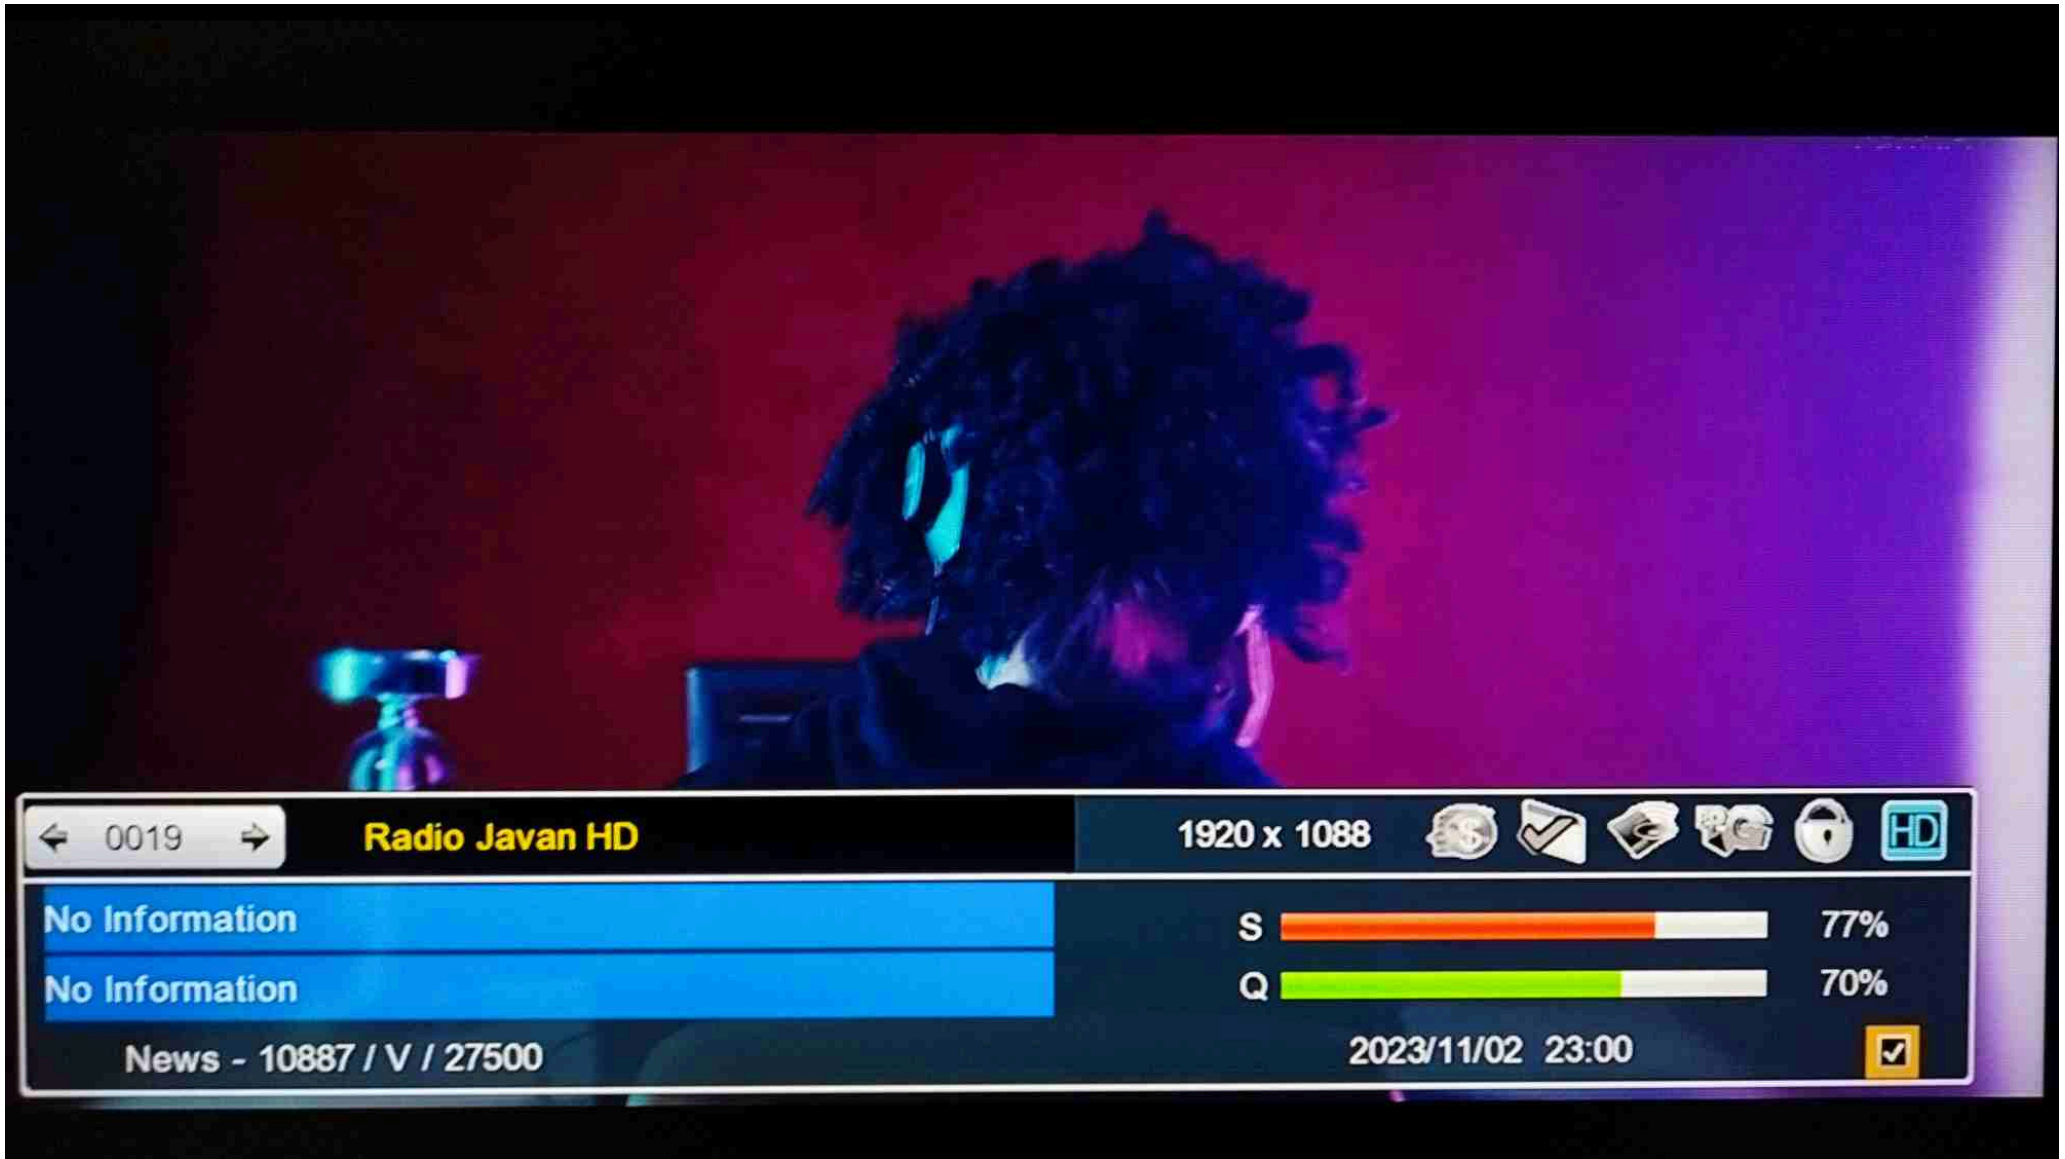 0019 Radio Javan HD 1920 x 1088 HD
No Information S 77%
No Information Q 70%
News - 10887 / V / 27500 2023/11/02 23:00